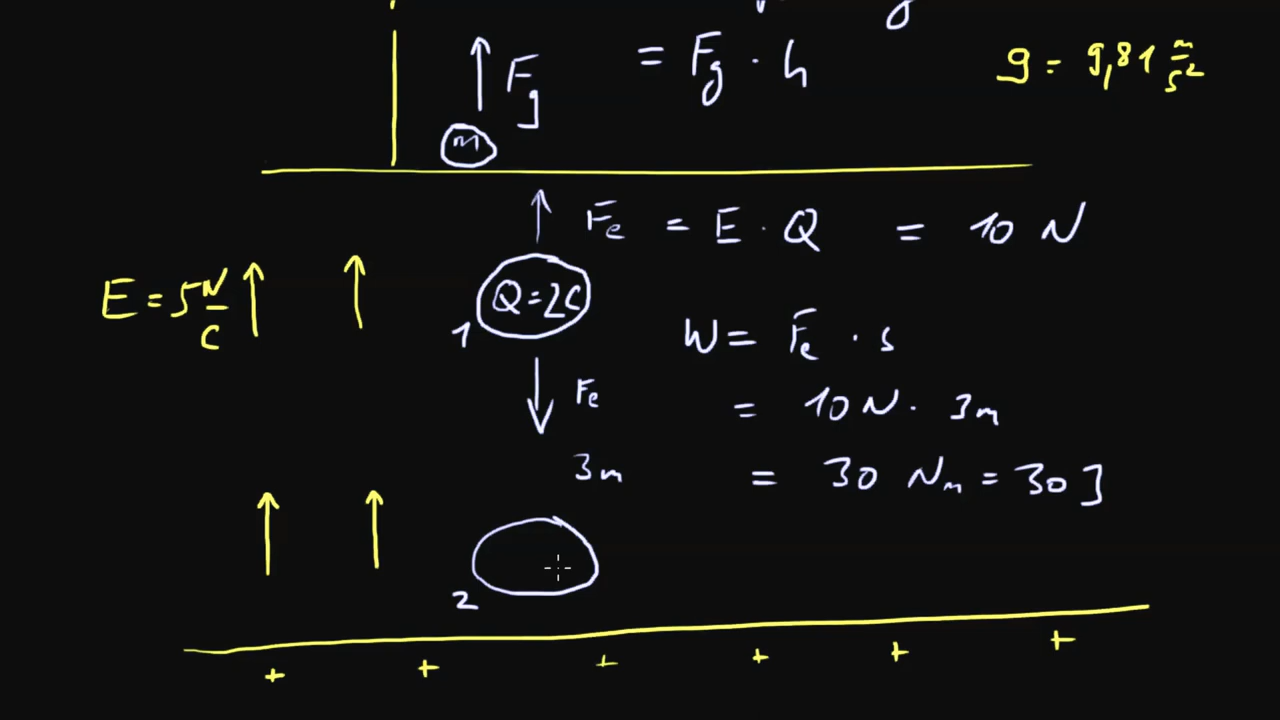 F_g = F_g · h
g = 9,81 m/s²
m
F_e = E · Q = 10 N
E = 5 N/C
Q = 2C
1
W = F_e · s
F_e
= 10 N · 3m
3m
= 30 Nm = 30 J
2
+ + + + + +